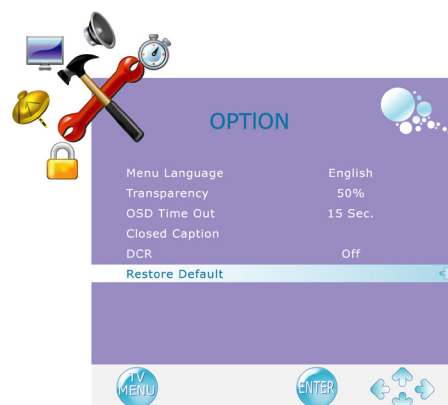 OPTION
Menu Language English
Transparency 50%
OSD Time Out 15 Sec.
Closed Caption
DCR Off
Restore Default
TV
MENU
ENTER